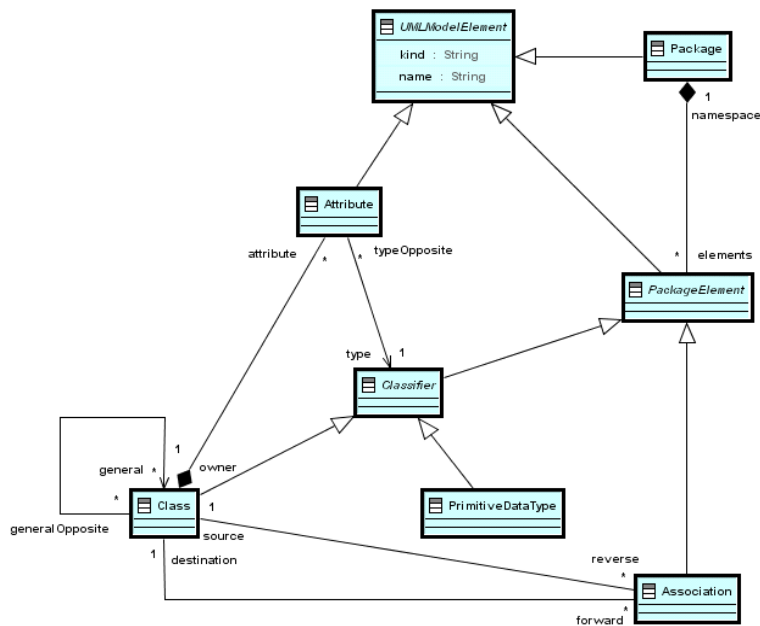 UMLModelElement
kind : String
name : String
Package
1
namespace
Attribute
attribute
*
*
typeOpposite
*
elements
PackageElement
type
1
Classifier
1
general
*
owner
*
Class
1
PrimitiveDataType
generalOpposite
source
1
destination
reverse
*
Association
*
forward